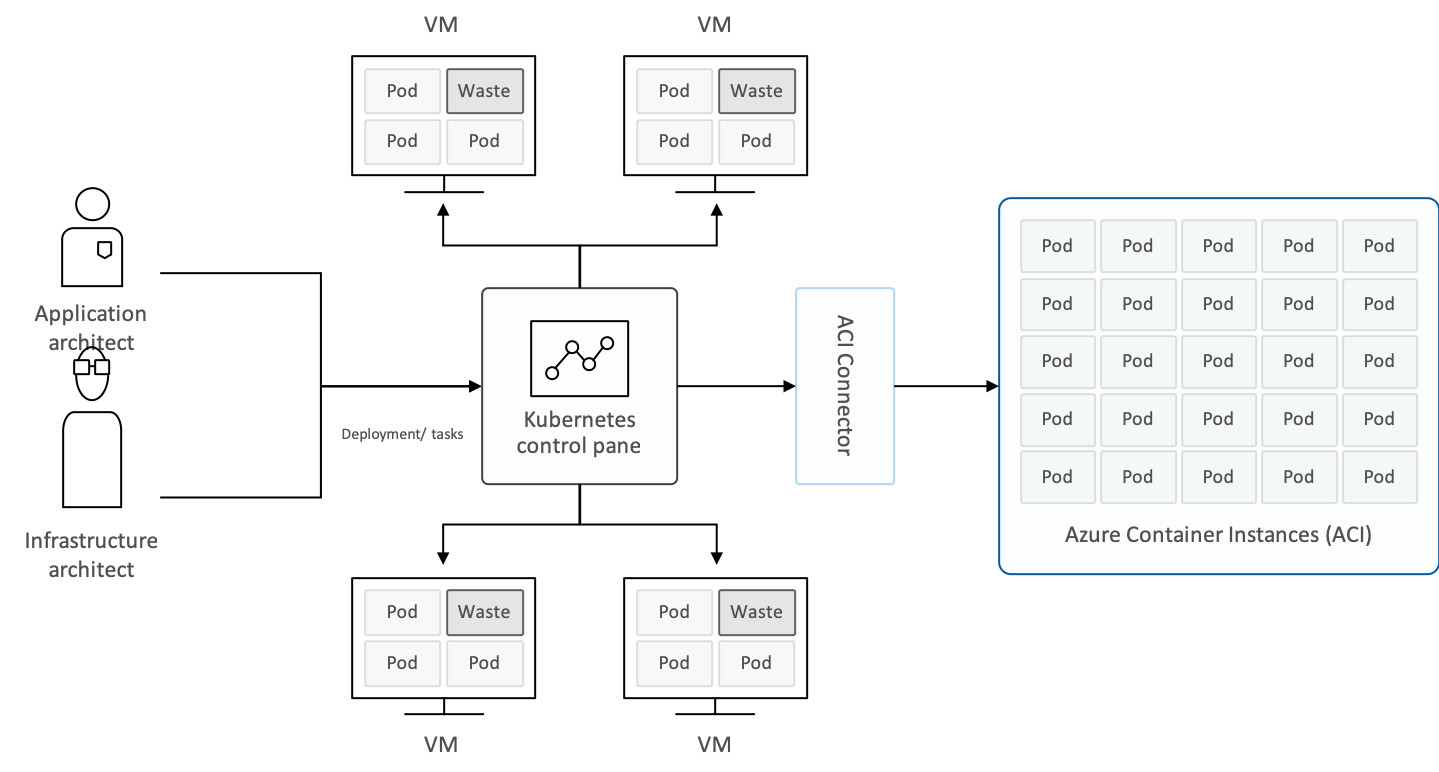 VM
VM
Pod
Waste
Pod
Waste
Pod
Pod
Pod
Pod
Application
architect
Infrastructure
architect
Deployment/ tasks
Kubernetes
control pane
ACI Connector
Pod Pod Pod Pod Pod
Pod Pod Pod Pod Pod
Pod Pod Pod Pod Pod
Pod Pod Pod Pod Pod
Pod Pod Pod Pod Pod
Azure Container Instances (ACI)
Pod
Waste
Pod
Waste
Pod
Pod
Pod
Pod
VM
VM